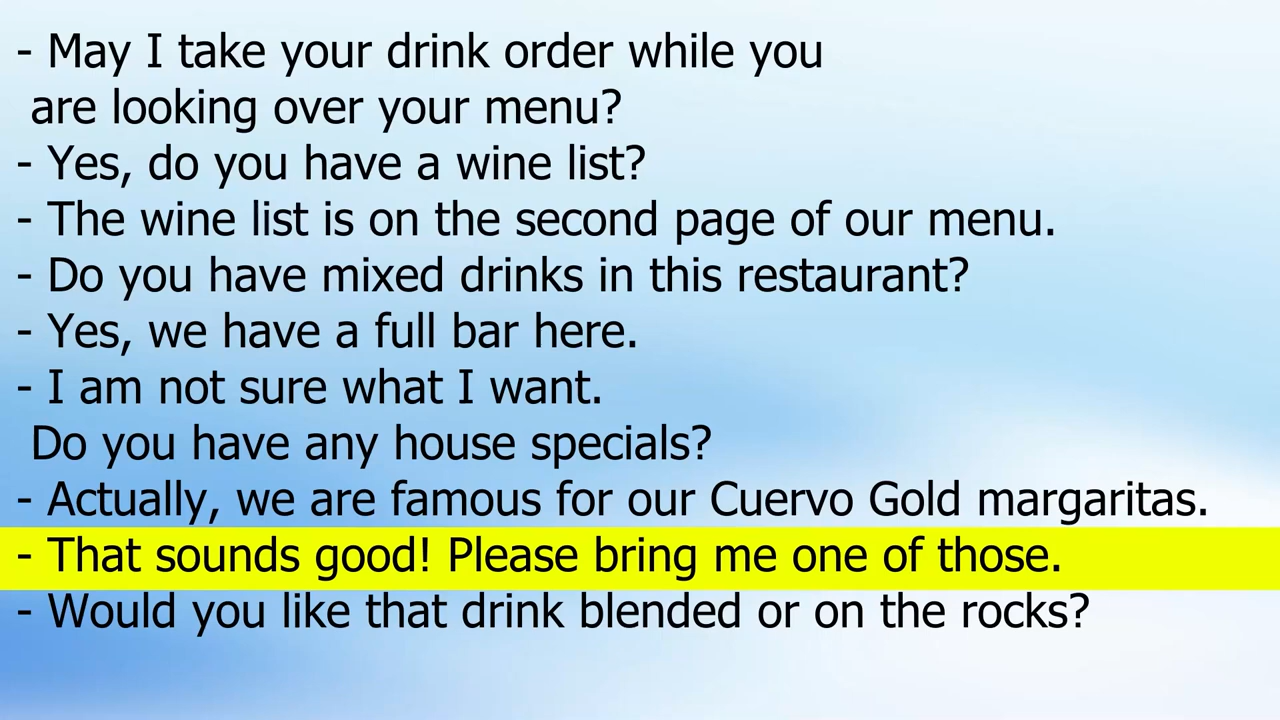 - May I take your drink order while you
are looking over your menu?
- Yes, do you have a wine list?
- The wine list is on the second page of our menu.
- Do you have mixed drinks in this restaurant?
- Yes, we have a full bar here.
- I am not sure what I want.
Do you have any house specials?
- Actually, we are famous for our Cuervo Gold margaritas.
- That sounds good! Please bring me one of those.
- Would you like that drink blended or on the rocks?